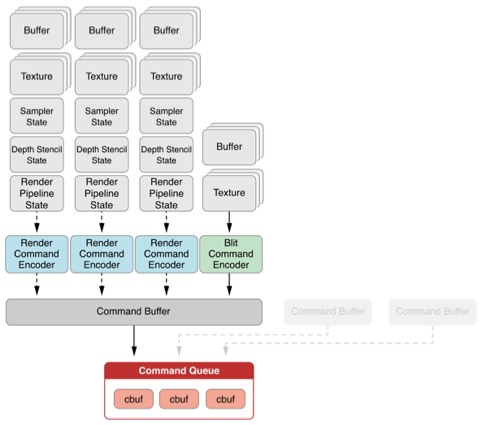 Buffer
Buffer
Buffer
Texture
Texture
Texture
Sampler
State
Sampler
State
Sampler
State
Depth Stencil
State
Depth Stencil
State
Depth Stencil
State
Buffer
Render
Pipeline
State
Render
Pipeline
State
Render
Pipeline
State
Texture
Render
Command
Encoder
Render
Command
Encoder
Render
Command
Encoder
Blit
Command
Encoder
Command Buffer
Command Buffer
Command Buffer
Command Queue
cbuf
cbuf
cbuf